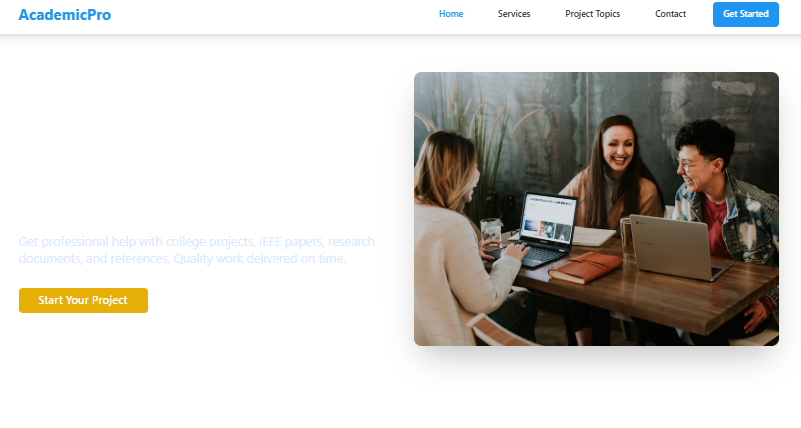 AcademicPro
Home
Services
Project Topics
Contact
Get Started
Get professional help with college projects, IEEE papers, research
documents, and references. Quality work delivered on time.
Start Your Project